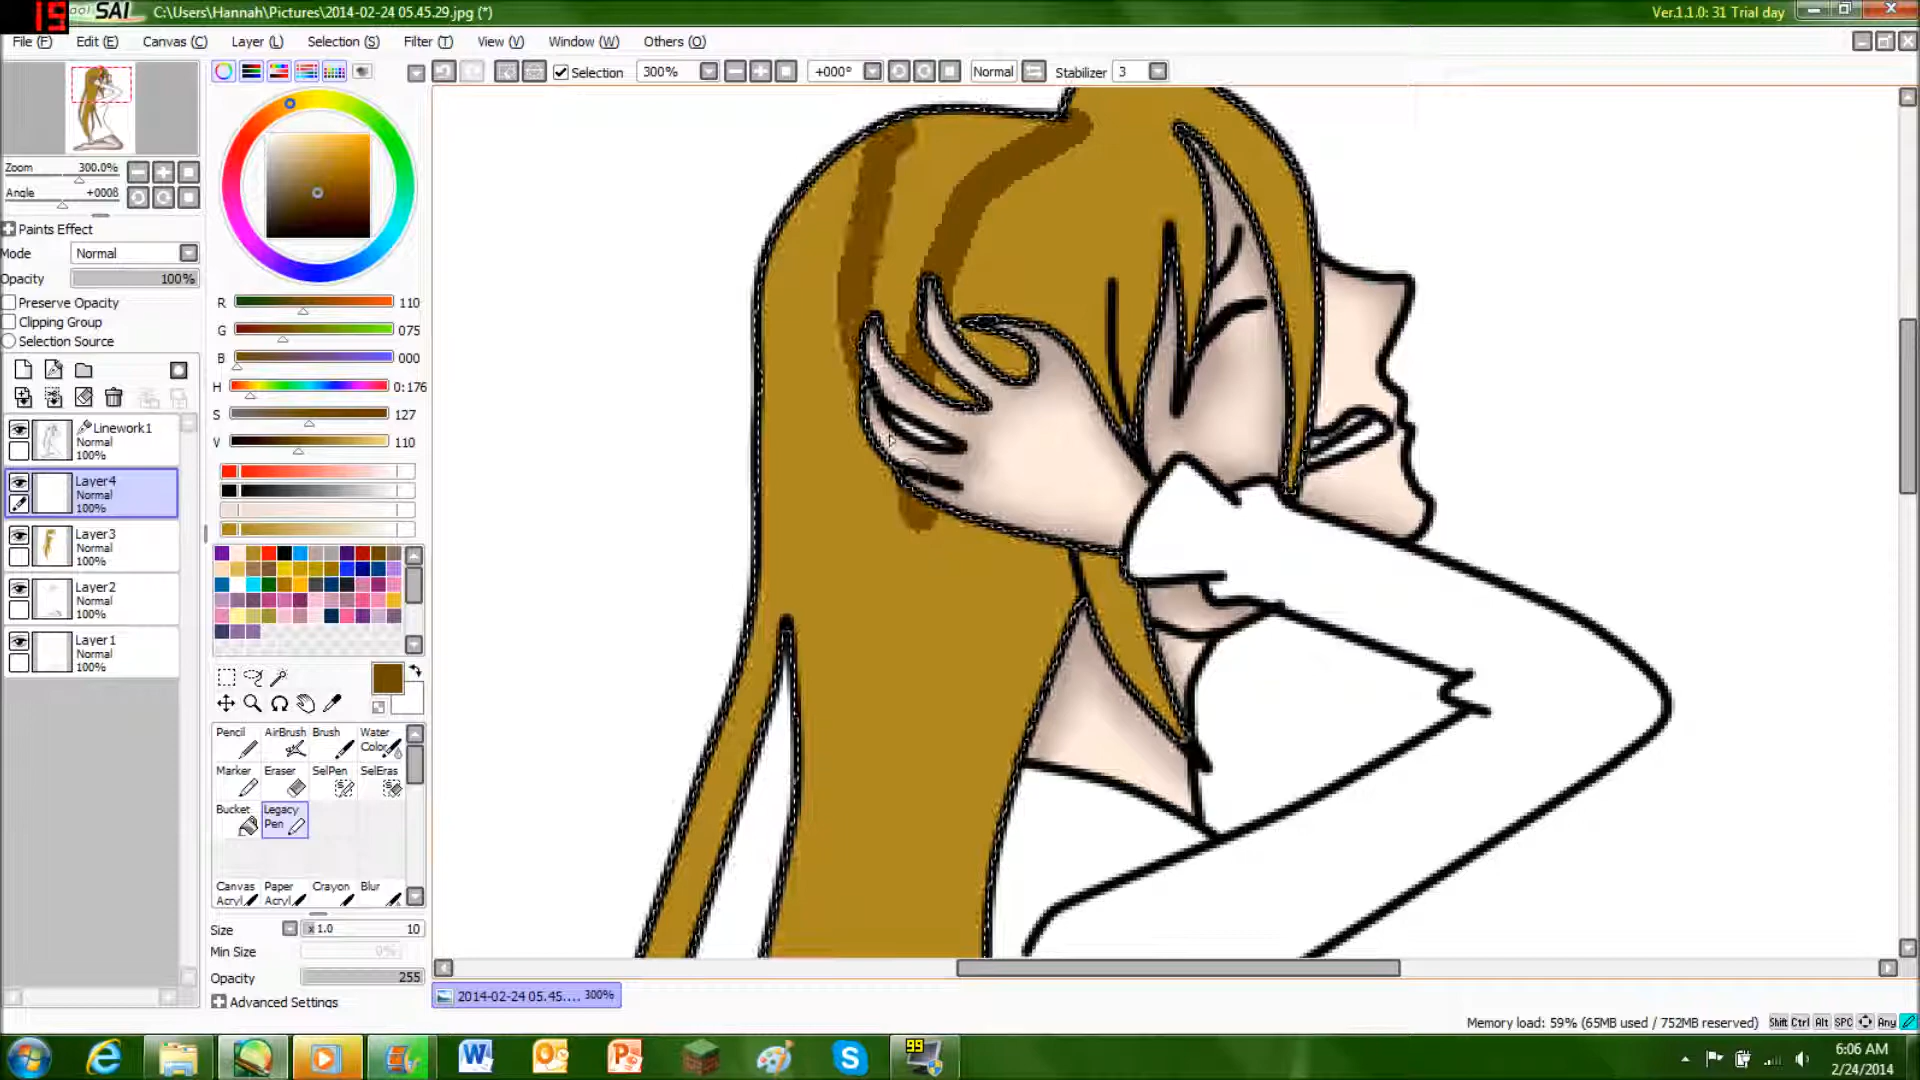 19
ool SAI
C:\Users\Hannah\Pictures\2014-02-24 05.45.29.jpg (*)
Ver.1.1.0: 31 Trial day
File (F)
Edit (E)
Canvas (C)
Layer (L)
Selection (S)
Filter (T)
View (V)
Window (W)
Others (O)
Selection
300%
+000°
Normal
Stabilizer 3
Zoom 300.0%
Angle +0008
Paints Effect
Mode Normal
Opacity 100%
Preserve Opacity
Clipping Group
Selection Source
Linework1
Normal
100%
Layer4
Normal
100%
Layer3
Normal
100%
Layer2
Normal
100%
Layer1
Normal
100%
R 110
G 075
B 000
H 0:176
S 127
V 110
Pencil
AirBrush
Brush
Water
Color
Marker
Eraser
SelPen
SelEras
Bucket
Legacy
Pen
Canvas
Acryl
Paper
Acryl
Crayon
Blur
Size x1.0 10
Min Size 0%
Opacity 255
Advanced Settings
2014-02-24 05.45.... 300%
Memory load: 59% (65MB used / 752MB reserved)
Shift Ctrl Alt SPC Any
99
6:06 AM
2/24/2014